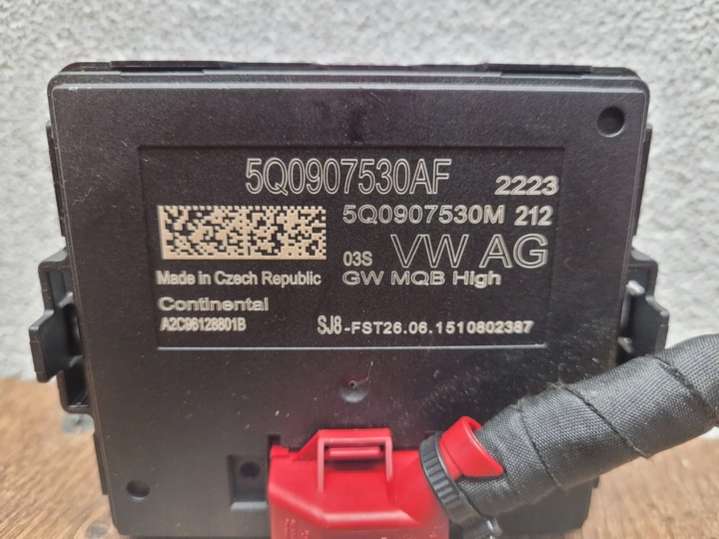 5Q0907530AF 2223
5Q0907530M 212
03S VW AG
Made in Czech Republic GW MQB High
Continental
A2C96128801B SJ8-FST26.06.1510802387